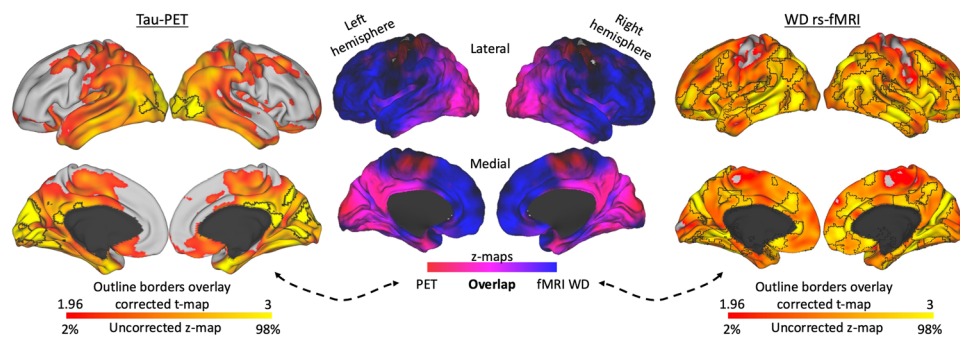 Tau-PET
Left hemisphere
Right hemisphere
WD rs-fMRI
Lateral
Medial
z-maps
PET
Overlap
fMRI WD
Outline borders overlay
1.96 corrected t-map 3
2% Uncorrected z-map 98%
Outline borders overlay
1.96 corrected t-map 3
2% Uncorrected z-map 98%